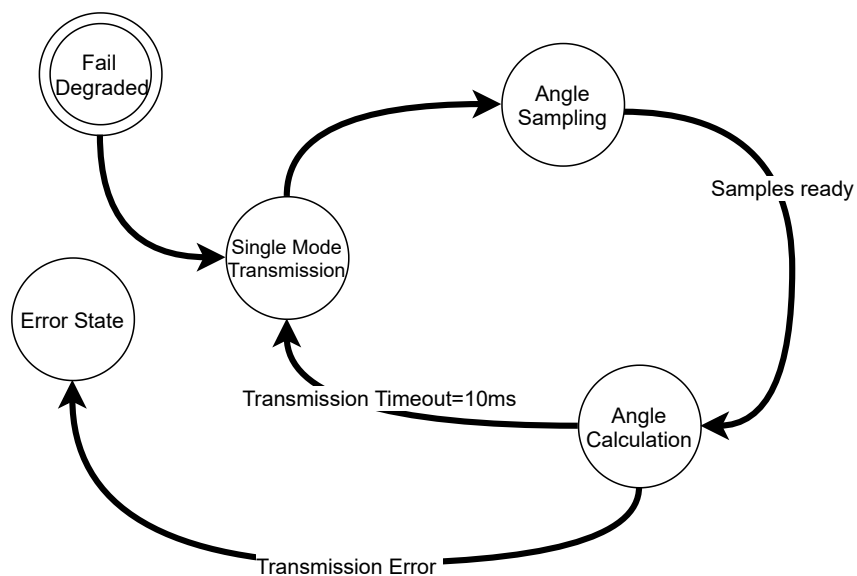 Fail
Degraded
Angle
Sampling
Samples ready
Single Mode
Transmission
Error State
Transmission Timeout=10ms
Angle
Calculation
Transmission Error